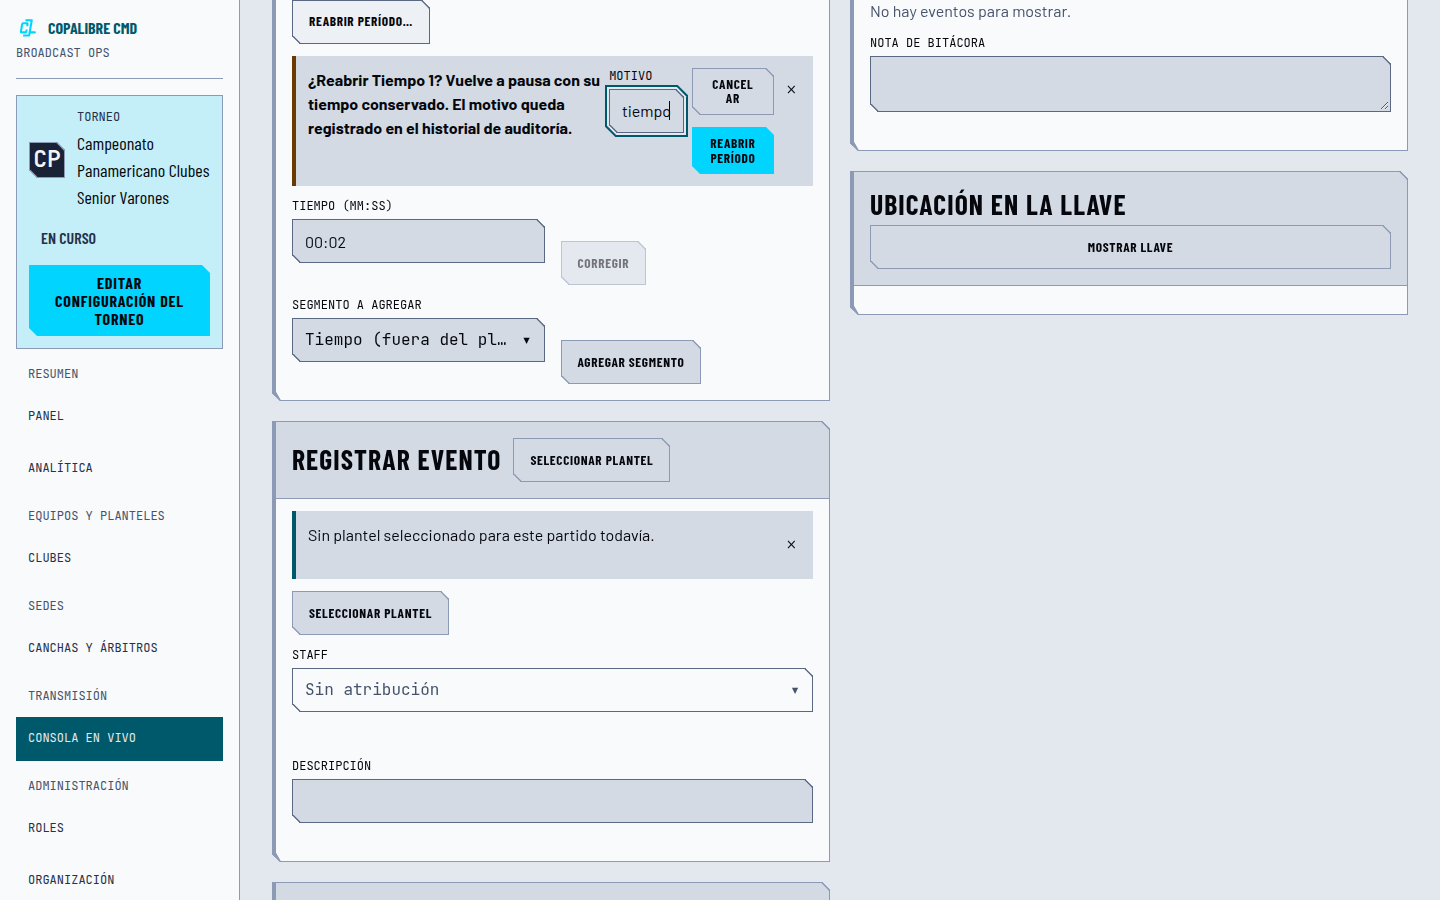 COPALIBRE CMD
BROADCAST OPS
TORNEO
CP
Campeonato
Panamericano Clubes
Senior Varones
EN CURSO
EDITAR
CONFIGURACIÓN DEL
TORNEO
RESUMEN
PANEL
ANALÍTICA
EQUIPOS Y PLANTELES
CLUBES
SEDES
CANCHAS Y ÁRBITROS
TRANSMISIÓN
CONSOLA EN VIVO
ADMINISTRACIÓN
ROLES
ORGANIZACIÓN
REABRIR PERÍODO…
¿Reabrir Tiempo 1? Vuelve a pausa con su
tiempo conservado. El motivo queda
registrado en el historial de auditoría.
MOTIVO
tiempo
CANCEL
AR
×
REABRIR
PERÍODO
TIEMPO (MM:SS)
00:02
CORREGIR
SEGMENTO A AGREGAR
Tiempo (fuera del pl…
AGREGAR SEGMENTO
REGISTRAR EVENTO
SELECCIONAR PLANTEL
Sin plantel seleccionado para este partido todavía.
×
SELECCIONAR PLANTEL
STAFF
Sin atribución
DESCRIPCIÓN
No hay eventos para mostrar.
NOTA DE BITÁCORA
UBICACIÓN EN LA LLAVE
MOSTRAR LLAVE